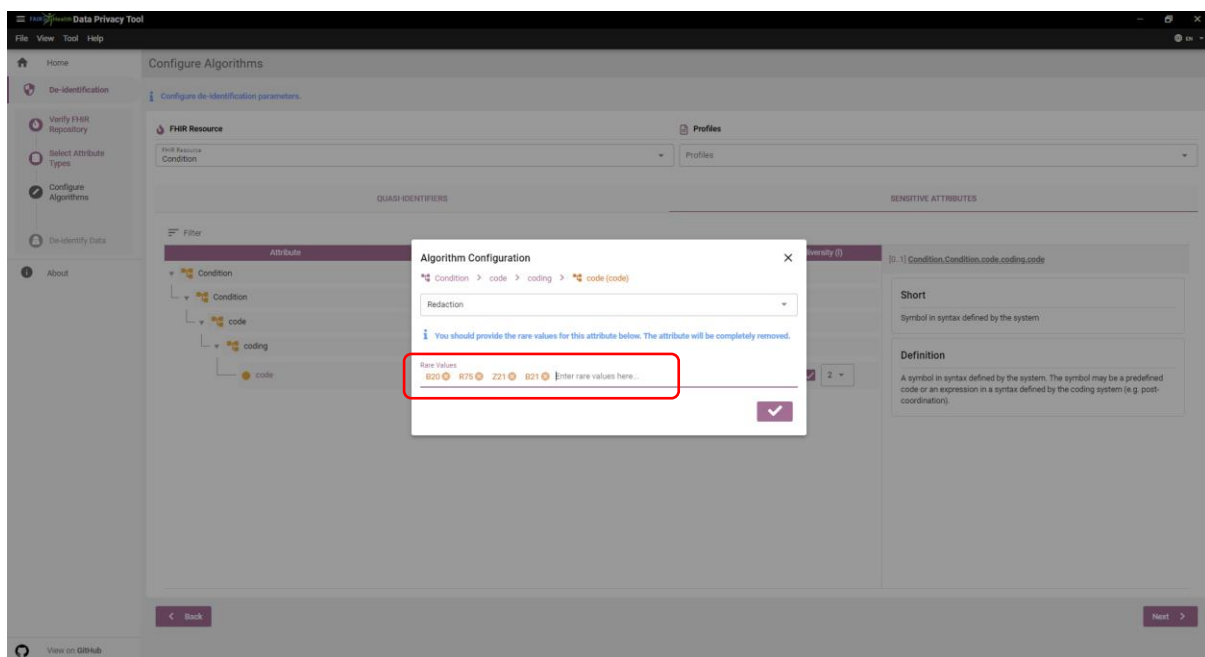 FAIR4Health Data Privacy Tool
File View Tool Help
EN
Home
De-identification
Verify FHIR
Repository
Select Attribute
Types
Configure
Algorithms
De-identify Data
About
View on GitHub
Configure Algorithms
Configure de-identification parameters.
FHIR Resource
Profiles
FHIR Resource
Condition
Profiles
QUASI-IDENTIFIERS
SENSITIVE ATTRIBUTES
Filter
Attribute
iversity (l)
Condition
Condition
code
coding
code
2
Algorithm Configuration
Condition > code > coding > code (code)
Redaction
You should provide the rare values for this attribute below. The attribute will be completely removed.
Rare Values
B20 R75 Z21 B21 Enter rare values here...
[0..1] Condition.Condition.code.coding.code
Short
Symbol in syntax defined by the system
Definition
A symbol in syntax defined by the system. The symbol may be a predefined
code or an expression in a syntax defined by the coding system (e.g. post-
coordination).
Back
Next